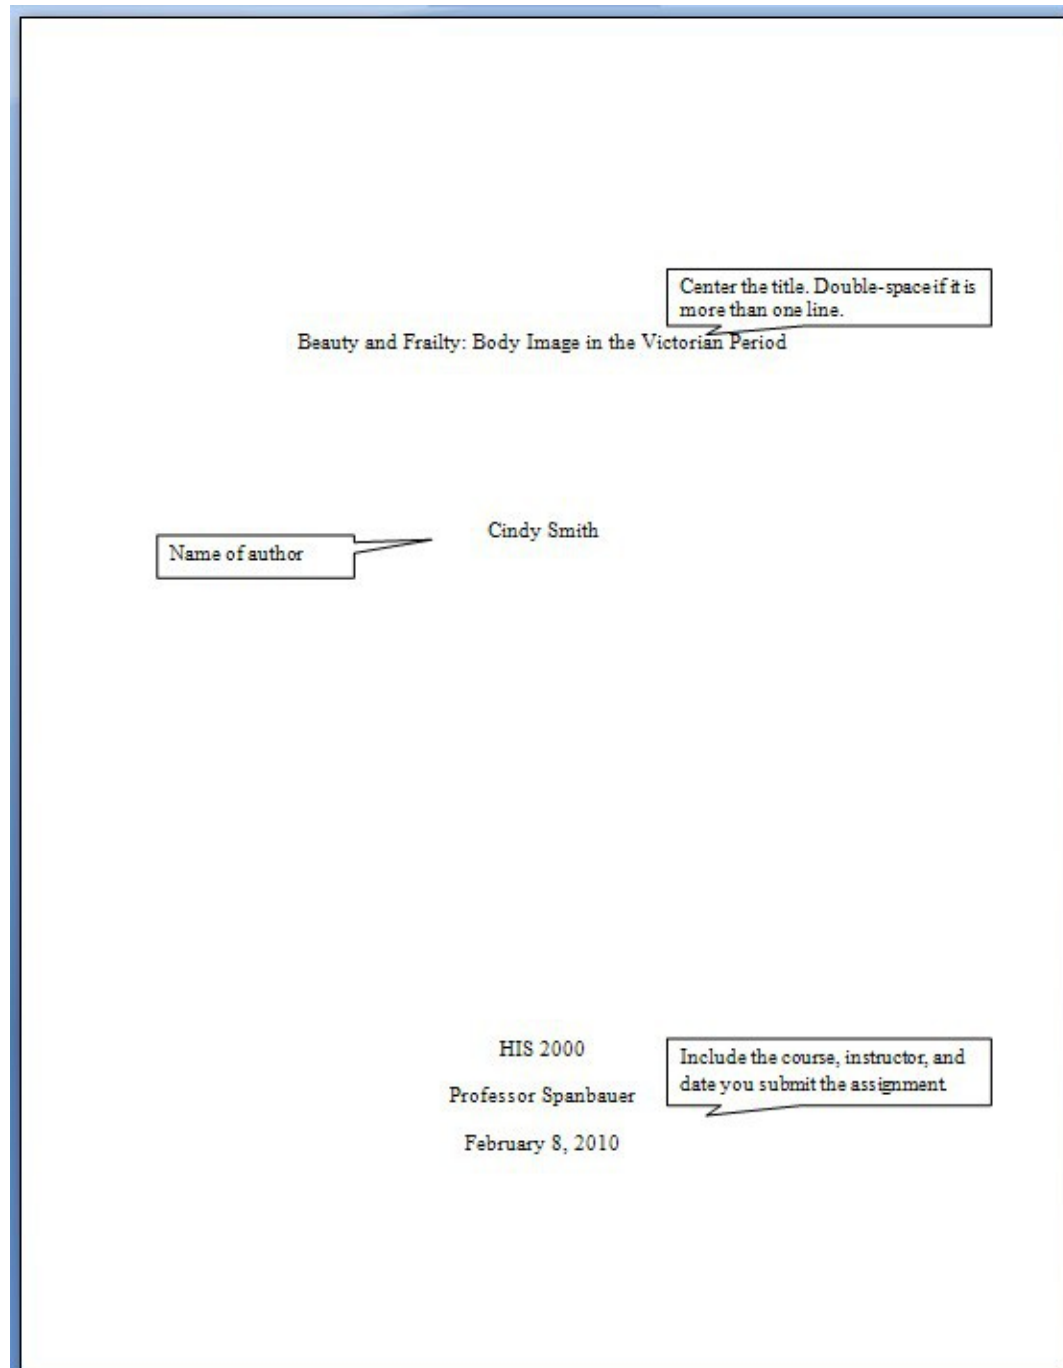 Center the title. Double-space if it is
more than one line.
Beauty and Frailty: Body Image in the Victorian Period
Cindy Smith
Name of author
HIS 2000
Include the course, instructor, and
date you submit the assignment.
Professor Spanbauer
February 8, 2010